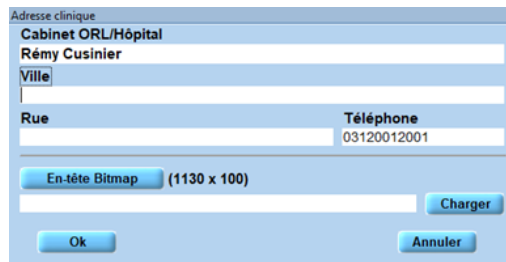 Adresse clinique
Cabinet ORL/Hôpital
Rémy Cusinier
Ville
Rue Téléphone
03120012001
En-tête Bitmap (1130 x 100)
Charger
Ok Annuler